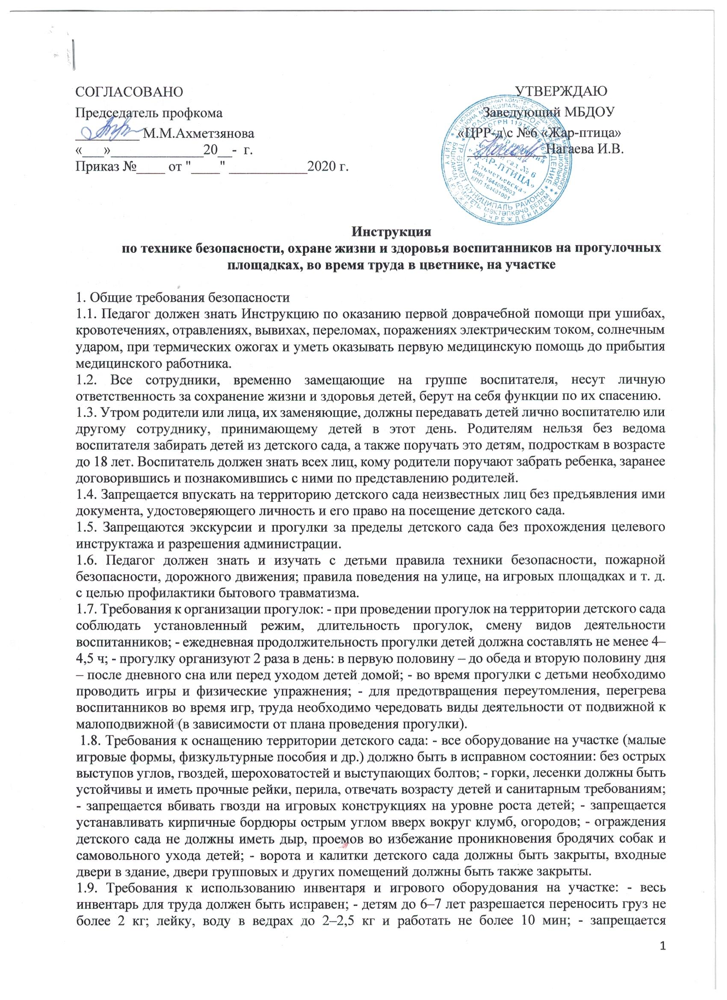 СОГЛАСОВАНО
УТВЕРЖДАЮ
Председатель профкома
Заведующий МБДОУ
__________ М.М.Ахметзянова
«ЦРР-д\с №6 «Жар-птица»
«___»_____________20__- г.
___________Нагаева И.В.
Приказ №____ от "____" ___________2020 г.
«ЖАР-ПТИЦА»
г. Альметьевска»
ИНН 1644095003
КПП 164401001
Инструкция
по технике безопасности, охране жизни и здоровья воспитанников на прогулочных
площадках, во время труда в цветнике, на участке
1. Общие требования безопасности
1.1. Педагог должен знать Инструкцию по оказанию первой доврачебной помощи при ушибах,
кровотечениях, отравлениях, вывихах, переломах, поражениях электрическим током, солнечным
ударом, при термических ожогах и уметь оказывать первую медицинскую помощь до прибытия
медицинского работника.
1.2. Все сотрудники, временно замещающие на группе воспитателя, несут личную
ответственность за сохранение жизни и здоровья детей, берут на себя функции по их спасению.
1.3. Утром родители или лица, их заменяющие, должны передавать детей лично воспитателю или
другому сотруднику, принимающему детей в этот день. Родителям нельзя без ведома
воспитателя забирать детей из детского сада, а также поручать это детям, подросткам в возрасте
до 18 лет. Воспитатель должен знать всех лиц, кому родители поручают забрать ребенка, заранее
договорившись и познакомившись с ними по представлению родителей.
1.4. Запрещается впускать на территорию детского сада неизвестных лиц без предъявления ими
документа, удостоверяющего личность и его право на посещение детского сада.
1.5. Запрещаются экскурсии и прогулки за пределы детского сада без прохождения целевого
инструктажа и разрешения администрации.
1.6. Педагог должен знать и изучать с детьми правила техники безопасности, пожарной
безопасности, дорожного движения; правила поведения на улице, на игровых площадках и т. д.
с целью профилактики бытового травматизма.
1.7. Требования к организации прогулок: - при проведении прогулок на территории детского сада
соблюдать установленный режим, длительность прогулок, смену видов деятельности
воспитанников; - ежедневная продолжительность прогулки детей должна составлять не менее 4–
4,5 ч; - прогулку организуют 2 раза в день: в первую половину – до обеда и вторую половину дня
– после дневного сна или перед уходом детей домой; - во время прогулки с детьми необходимо
проводить игры и физические упражнения; - для предотвращения переутомления, перегрева
воспитанников во время игр, труда необходимо чередовать виды деятельности от подвижной к
малоподвижной (в зависимости от плана проведения прогулки).
1.8. Требования к оснащению территории детского сада: - все оборудование на участке (малые
игровые формы, физкультурные пособия и др.) должно быть в исправном состоянии: без острых
выступов углов, гвоздей, шероховатостей и выступающих болтов; - горки, лесенки должны быть
устойчивы и иметь прочные рейки, перила, отвечать возрасту детей и санитарным требованиям;
- запрещается вбивать гвозди на игровых конструкциях на уровне роста детей; - запрещается
устанавливать кирпичные бордюры острым углом вверх вокруг клумб, огородов; - ограждения
детского сада не должны иметь дыр, проемов во избежание проникновения бродячих собак и
самовольного ухода детей; - ворота и калитки детского сада должны быть закрыты, входные
двери в здание, двери групповых и других помещений должны быть также закрыты.
1.9. Требования к использованию инвентаря и игрового оборудования на участке: - весь
инвентарь для труда должен быть исправен; - детям до 6–7 лет разрешается переносить груз не
более 2 кг; лейку, воду в ведрах до 2–2,5 кг и работать не более 10 мин; - запрещается
1